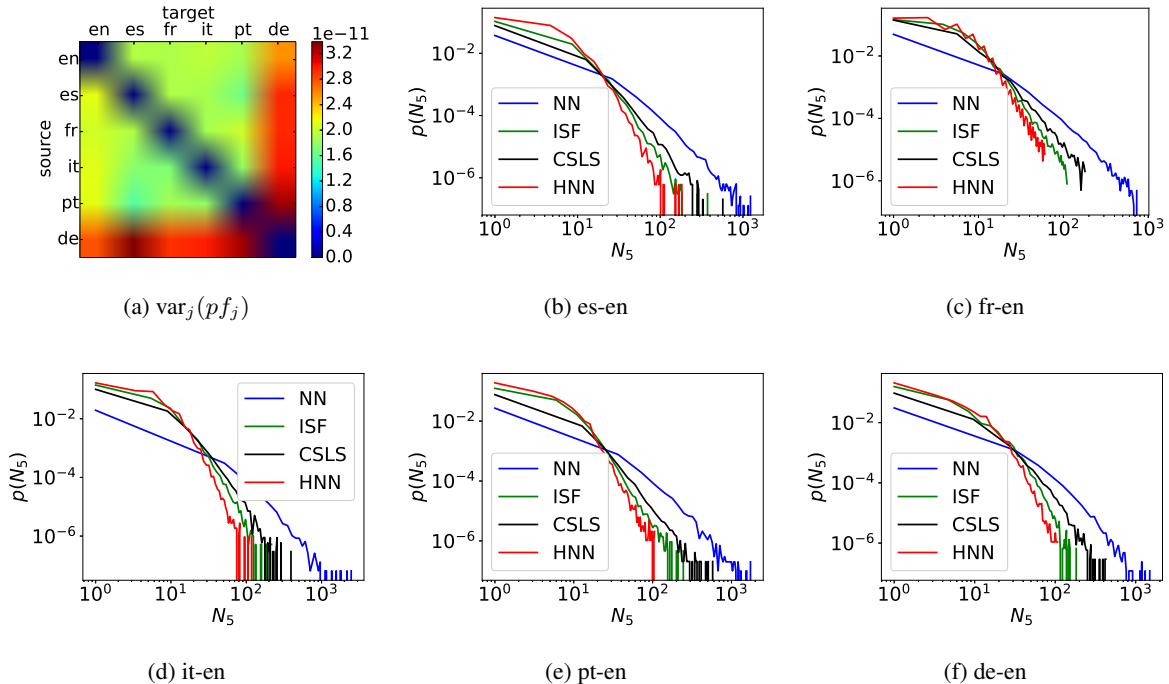 target
en es fr it pt de
1e−11
source
en
es
fr
it
pt
de
3.2
2.8
2.4
2.0
1.6
1.2
0.8
0.4
0.0
(a) var_j(pf_j)
p(N_5)
10^−2
10^−4
10^−6
NN
ISF
CSLS
HNN
10^0 10^1 10^2 10^3
N_5
(b) es-en
p(N_5)
10^−2
10^−4
10^−6
NN
ISF
CSLS
HNN
10^0 10^1 10^2 10^3
N_5
(c) fr-en
p(N_5)
10^−2
10^−4
10^−6
NN
ISF
CSLS
HNN
10^0 10^1 10^2 10^3
N_5
(d) it-en
p(N_5)
10^−2
10^−4
10^−6
NN
ISF
CSLS
HNN
10^0 10^1 10^2 10^3
N_5
(e) pt-en
p(N_5)
10^−2
10^−4
10^−6
NN
ISF
CSLS
HNN
10^0 10^1 10^2 10^3
N_5
(f) de-en